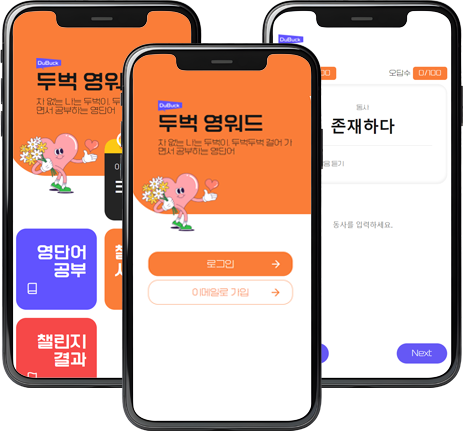 DuBuck
두벅 영워
차 없는 나는 두벅이, 두
면서 공부하는 영단어
영단어
공부
챌린지
결과
DuBuck
두벅 영워드
차 없는 나는 두벅이, 두벅두벅 걸어 가
면서 공부하는 영단어
로그인
이메일로 가입
DuBuck
오답수
0/100
동사
존재하다
동사를 입력하세요.
Next